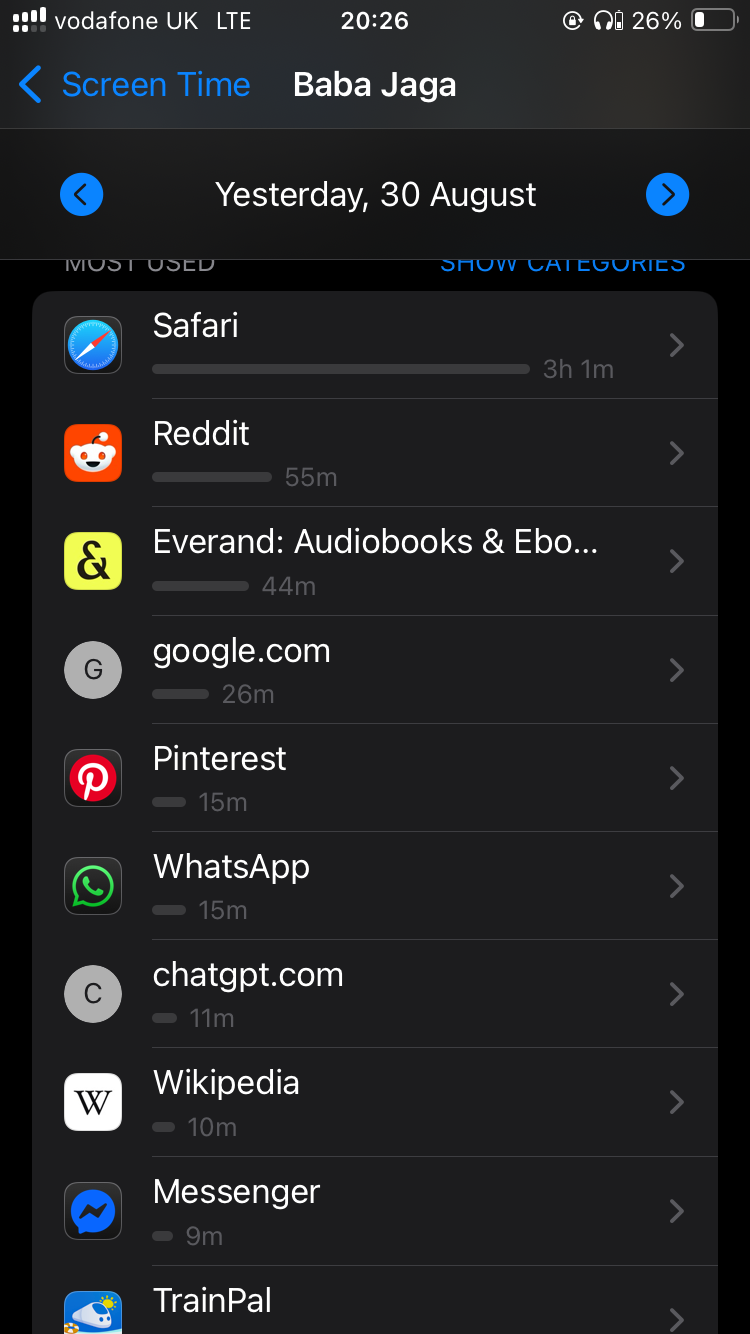 vodafone UK LTE 20:26 26%
Screen Time Baba Jaga
Yesterday, 30 August
MOST USED SHOW CATEGORIES
Safari
3h 1m
Reddit
55m
&
Everand: Audiobooks & Ebo...
44m
G
google.com
26m
Pinterest
15m
WhatsApp
15m
C
chatgpt.com
11m
W
Wikipedia
10m
Messenger
9m
TrainPal